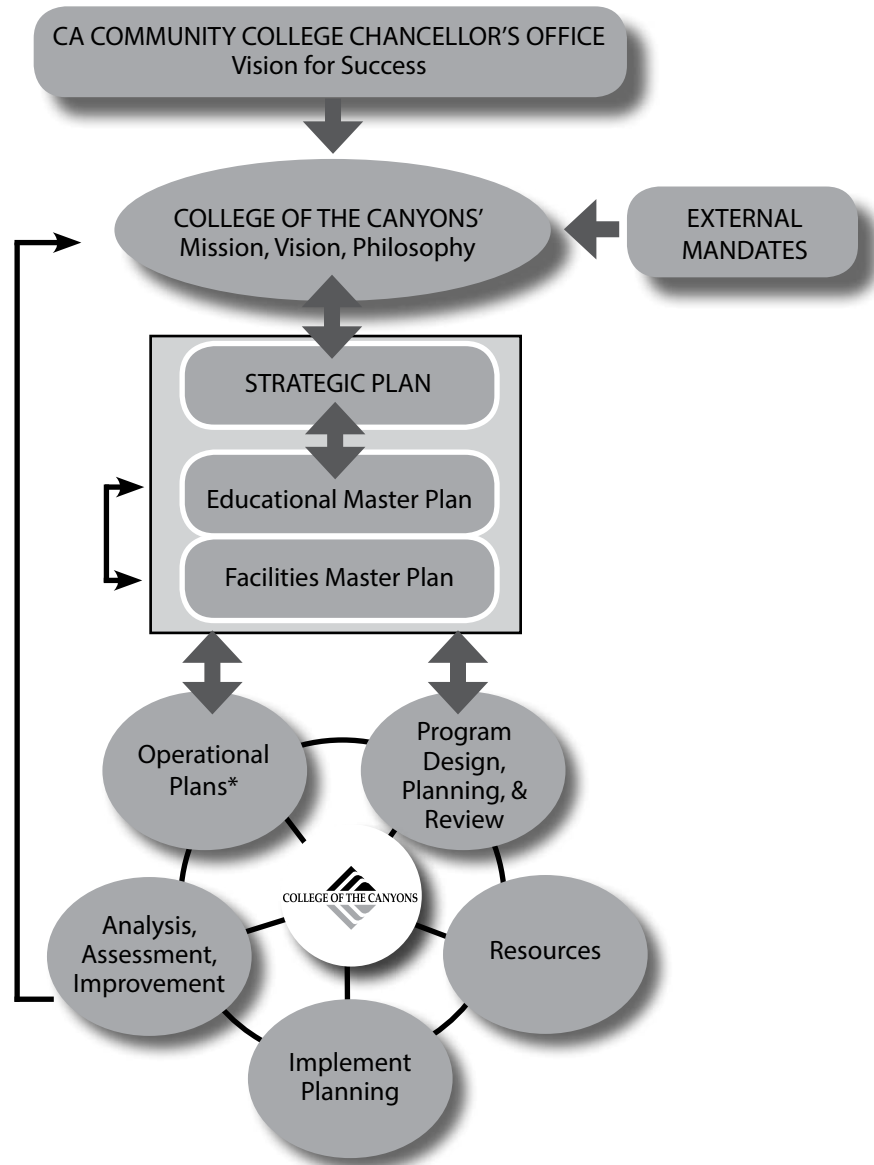 CA COMMUNITY COLLEGE CHANCELLOR’S OFFICE
Vision for Success
COLLEGE OF THE CANYONS’
Mission, Vision, Philosophy
EXTERNAL
MANDATES
STRATEGIC PLAN
Educational Master Plan
Facilities Master Plan
Operational
Plans*
Program
Design,
Planning, &
Review
COLLEGE OF THE CANYONS
Analysis,
Assessment,
Improvement
Resources
Implement
Planning